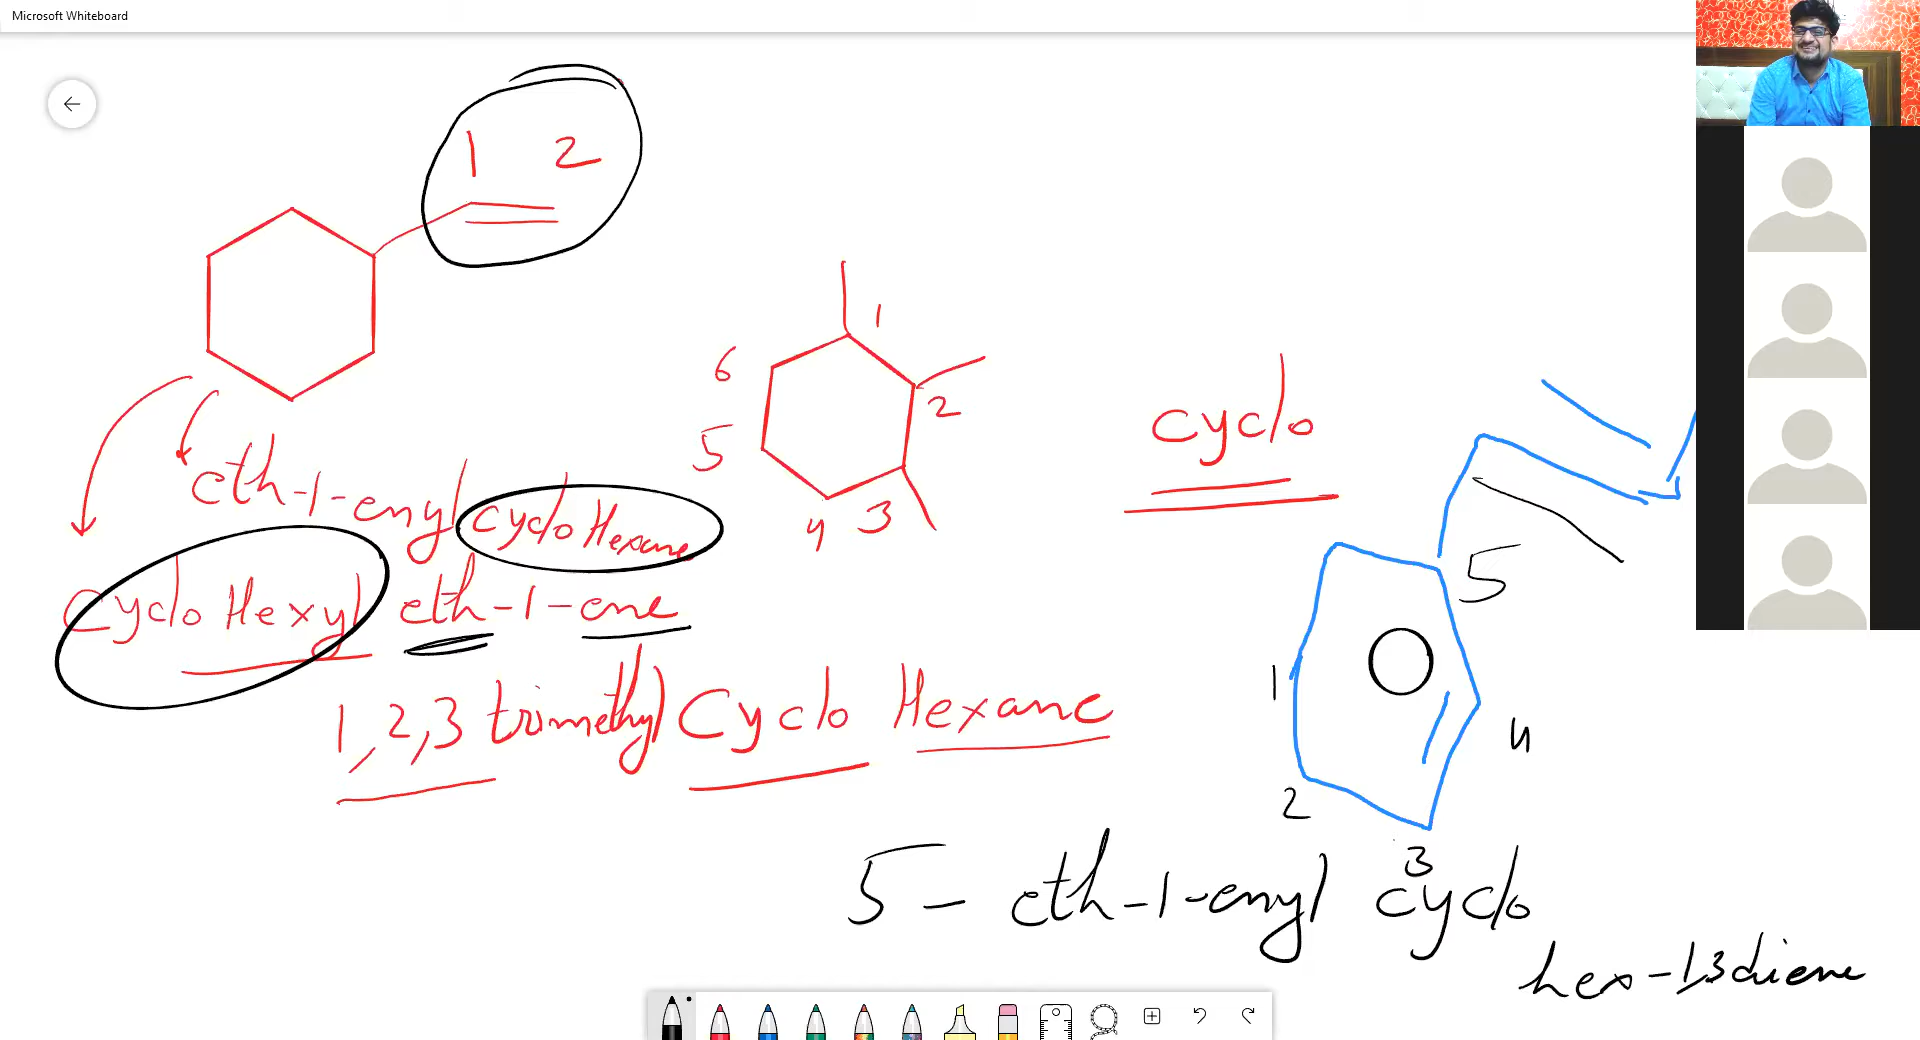 Microsoft Whiteboard
1 2
1
6
2
5
4 3
cyclo
eth-1-enyl cyclo Hexane
Cyclo Hexyl eth-1-ene
1,2,3 trimethyl Cyclo Hexane
5
1
4
2
3
5 - eth-1-enyl cyclo
hex-1,3diene